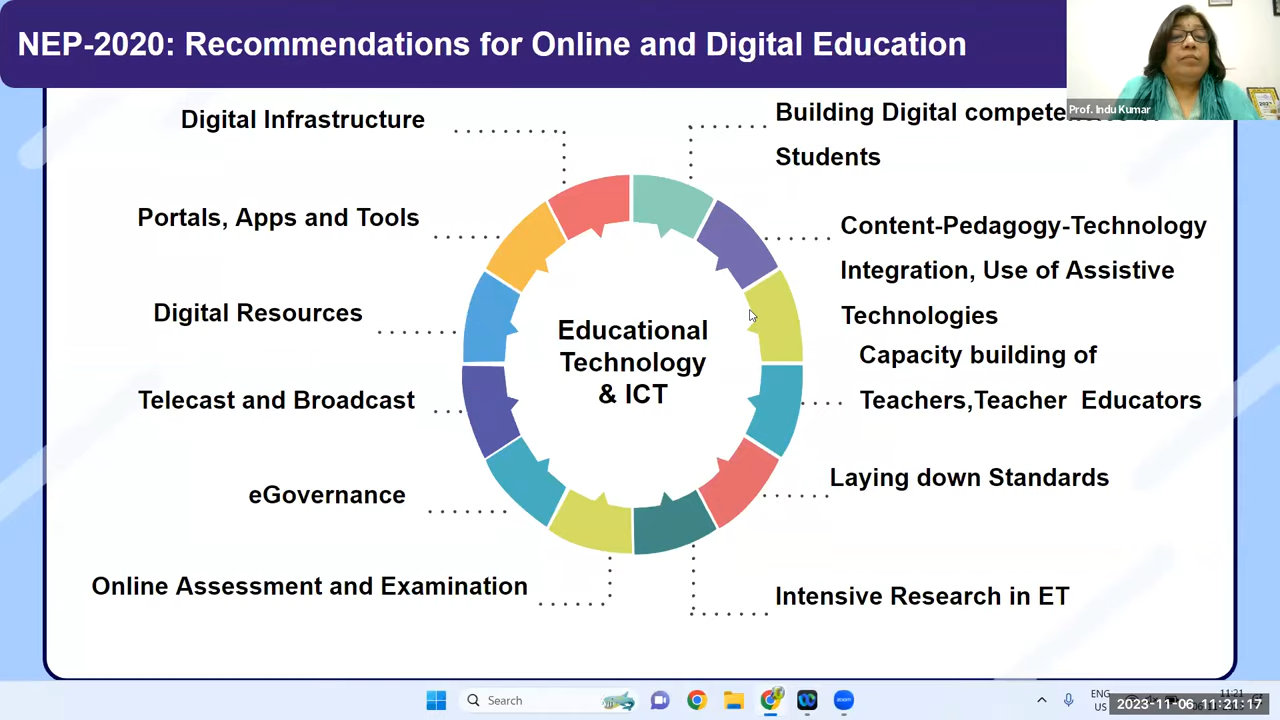 NEP-2020: Recommendations for Online and Digital Education
Prof. Indu Kumar
Digital Infrastructure
Building Digital
Students
Portals, Apps and Tools
Content-Pedagogy-Technology
Integration, Use of Assistive
Technologies
Digital Resources
Educational
Technology
& ICT
Capacity building of
Teachers,Teacher Educators
Telecast and Broadcast
Laying down Standards
eGovernance
Online Assessment and Examination
Intensive Research in ET
Search
zoom
ENG
US
11:21
2023-11-06 11:21:17